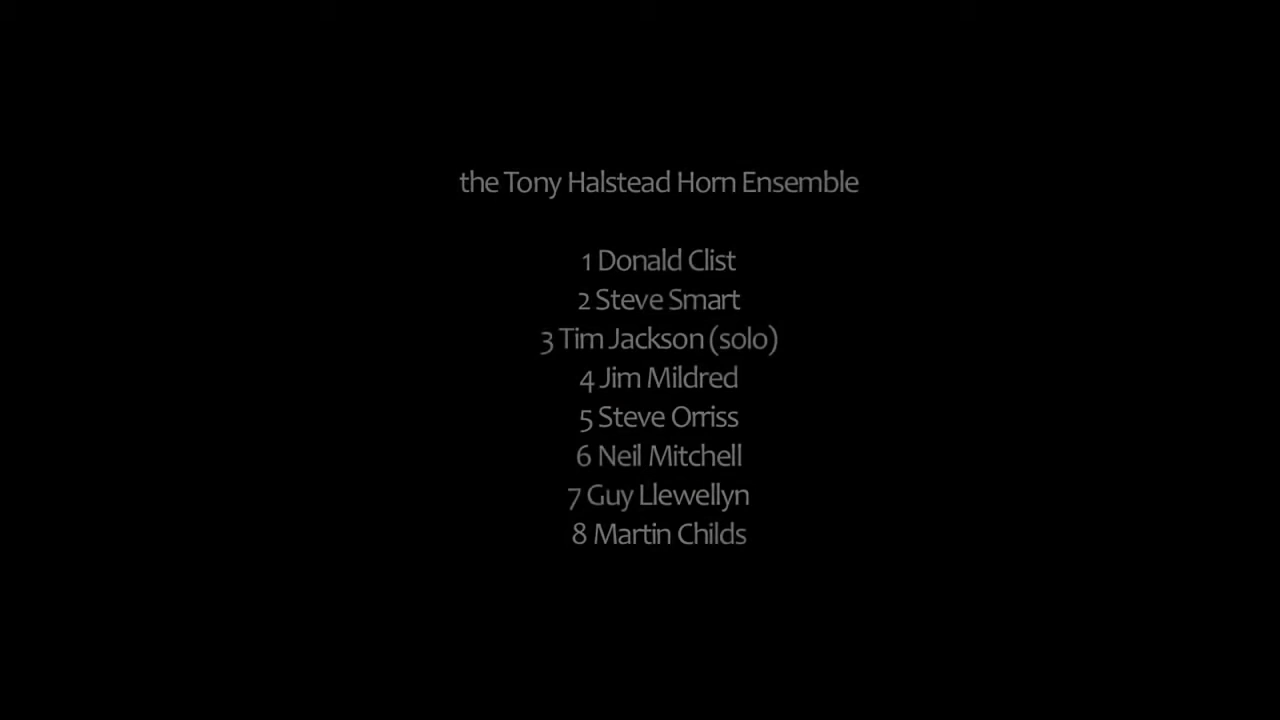 the Tony Halstead Horn Ensemble
1 Donald Clist
2 Steve Smart
3 Tim Jackson (solo)
4 Jim Mildred
5 Steve Orriss
6 Neil Mitchell
7 Guy Llewellyn
8 Martin Childs